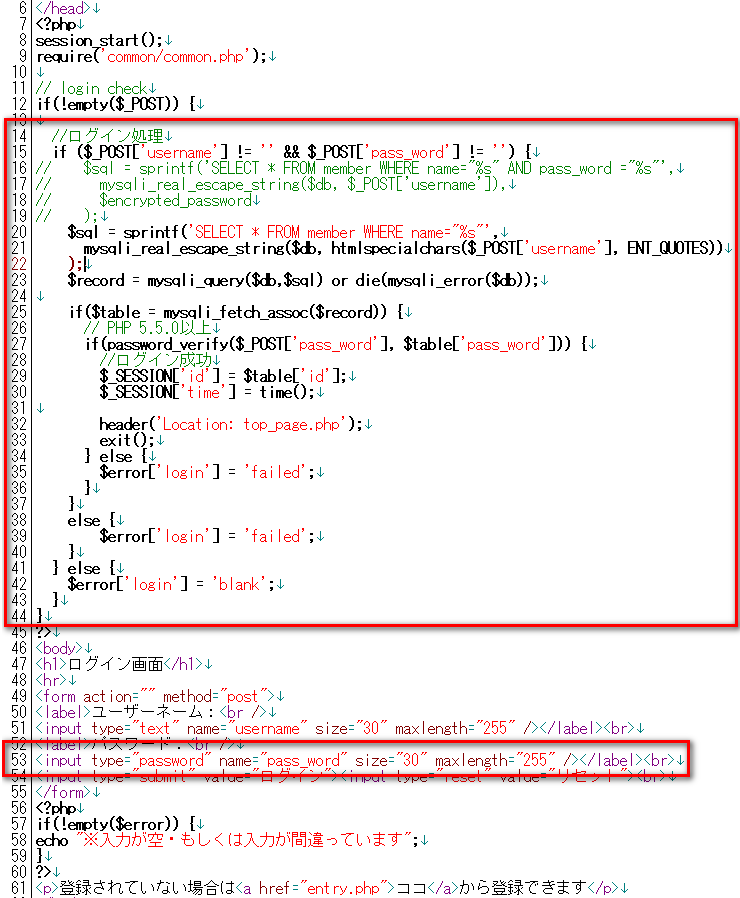 6 </head>↓
7 <?php↓
8 session_start();↓
9 require('common/common.php');↓
10 ↓
11 // login check↓
12 if(!empty($_POST)) {↓
13 ↓
14 //ログイン処理↓
15 if ($_POST['username'] != '' && $_POST['pass_word'] != '') {↓
16 // $sql = sprintf('SELECT * FROM member WHERE name="%s" AND pass_word ="%s"',↓
17 // mysqli_real_escape_string($db, $_POST['username']),↓
18 // $encrypted_password↓
19 // );↓
20 $sql = sprintf('SELECT * FROM member WHERE name="%s"',↓
21 mysqli_real_escape_string($db, htmlspecialchars($_POST['username'], ENT_QUOTES))↓
22 );↓
23 $record = mysqli_query($db,$sql) or die(mysqli_error($db));↓
24 ↓
25 if($table = mysqli_fetch_assoc($record)) {↓
26 // PHP 5.5.0以上↓
27 if(password_verify($_POST['pass_word'], $table['pass_word'])) {↓
28 //ログイン成功↓
29 $_SESSION['id'] = $table['id'];↓
30 $_SESSION['time'] = time();↓
31 ↓
32 header('Location: top_page.php');↓
33 exit();↓
34 } else {↓
35 $error['login'] = 'failed';↓
36 }↓
37 }↓
38 else {↓
39 $error['login'] = 'failed';↓
40 }↓
41 } else {↓
42 $error['login'] = 'blank';↓
43 }↓
44 }↓
45 ?>↓
46 <body>↓
47 <h1>ログイン画面</h1>↓
48 <hr>↓
49 <form action="" method="post">↓
50 <label>ユーザーネーム：<br />↓
51 <input type="text" name="username" size="30" maxlength="255" /></label><br>↓
52 <label>パスワード：<br />↓
53 <input type="password" name="pass_word" size="30" maxlength="255" /></label><br>↓
54 <input type="submit" value="ログイン"><input type="reset" value="リセット"><br>↓
55 </form>↓
56 <?php↓
57 if(!empty($error)) {↓
58 echo "※入力が空・もしくは入力が間違っています";↓
59 }↓
60 ?>↓
61 <p>登録されていない場合は<a href="entry.php">ココ</a>から登録できます</p>↓